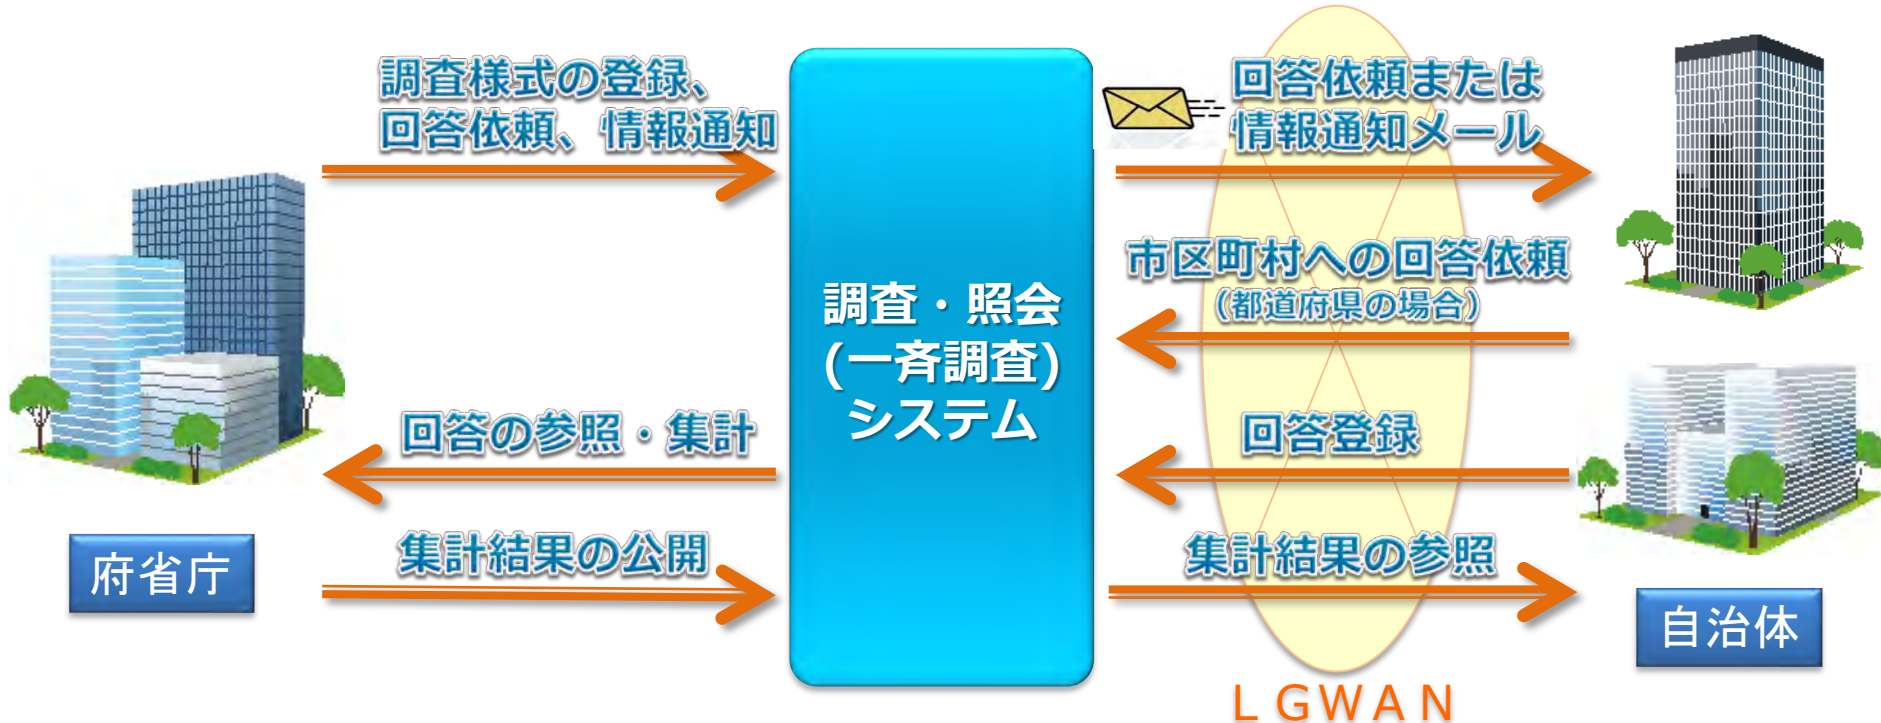 調査様式の登録、
回答依頼、情報通知
回答の参照・集計
集計結果の公開
府省庁
調査・照会
(一斉調査)
システム
回答依頼または
情報通知メール
市区町村への回答依頼
（都道府県の場合）
回答登録
集計結果の参照
自治体
ＬＧＷＡＮ